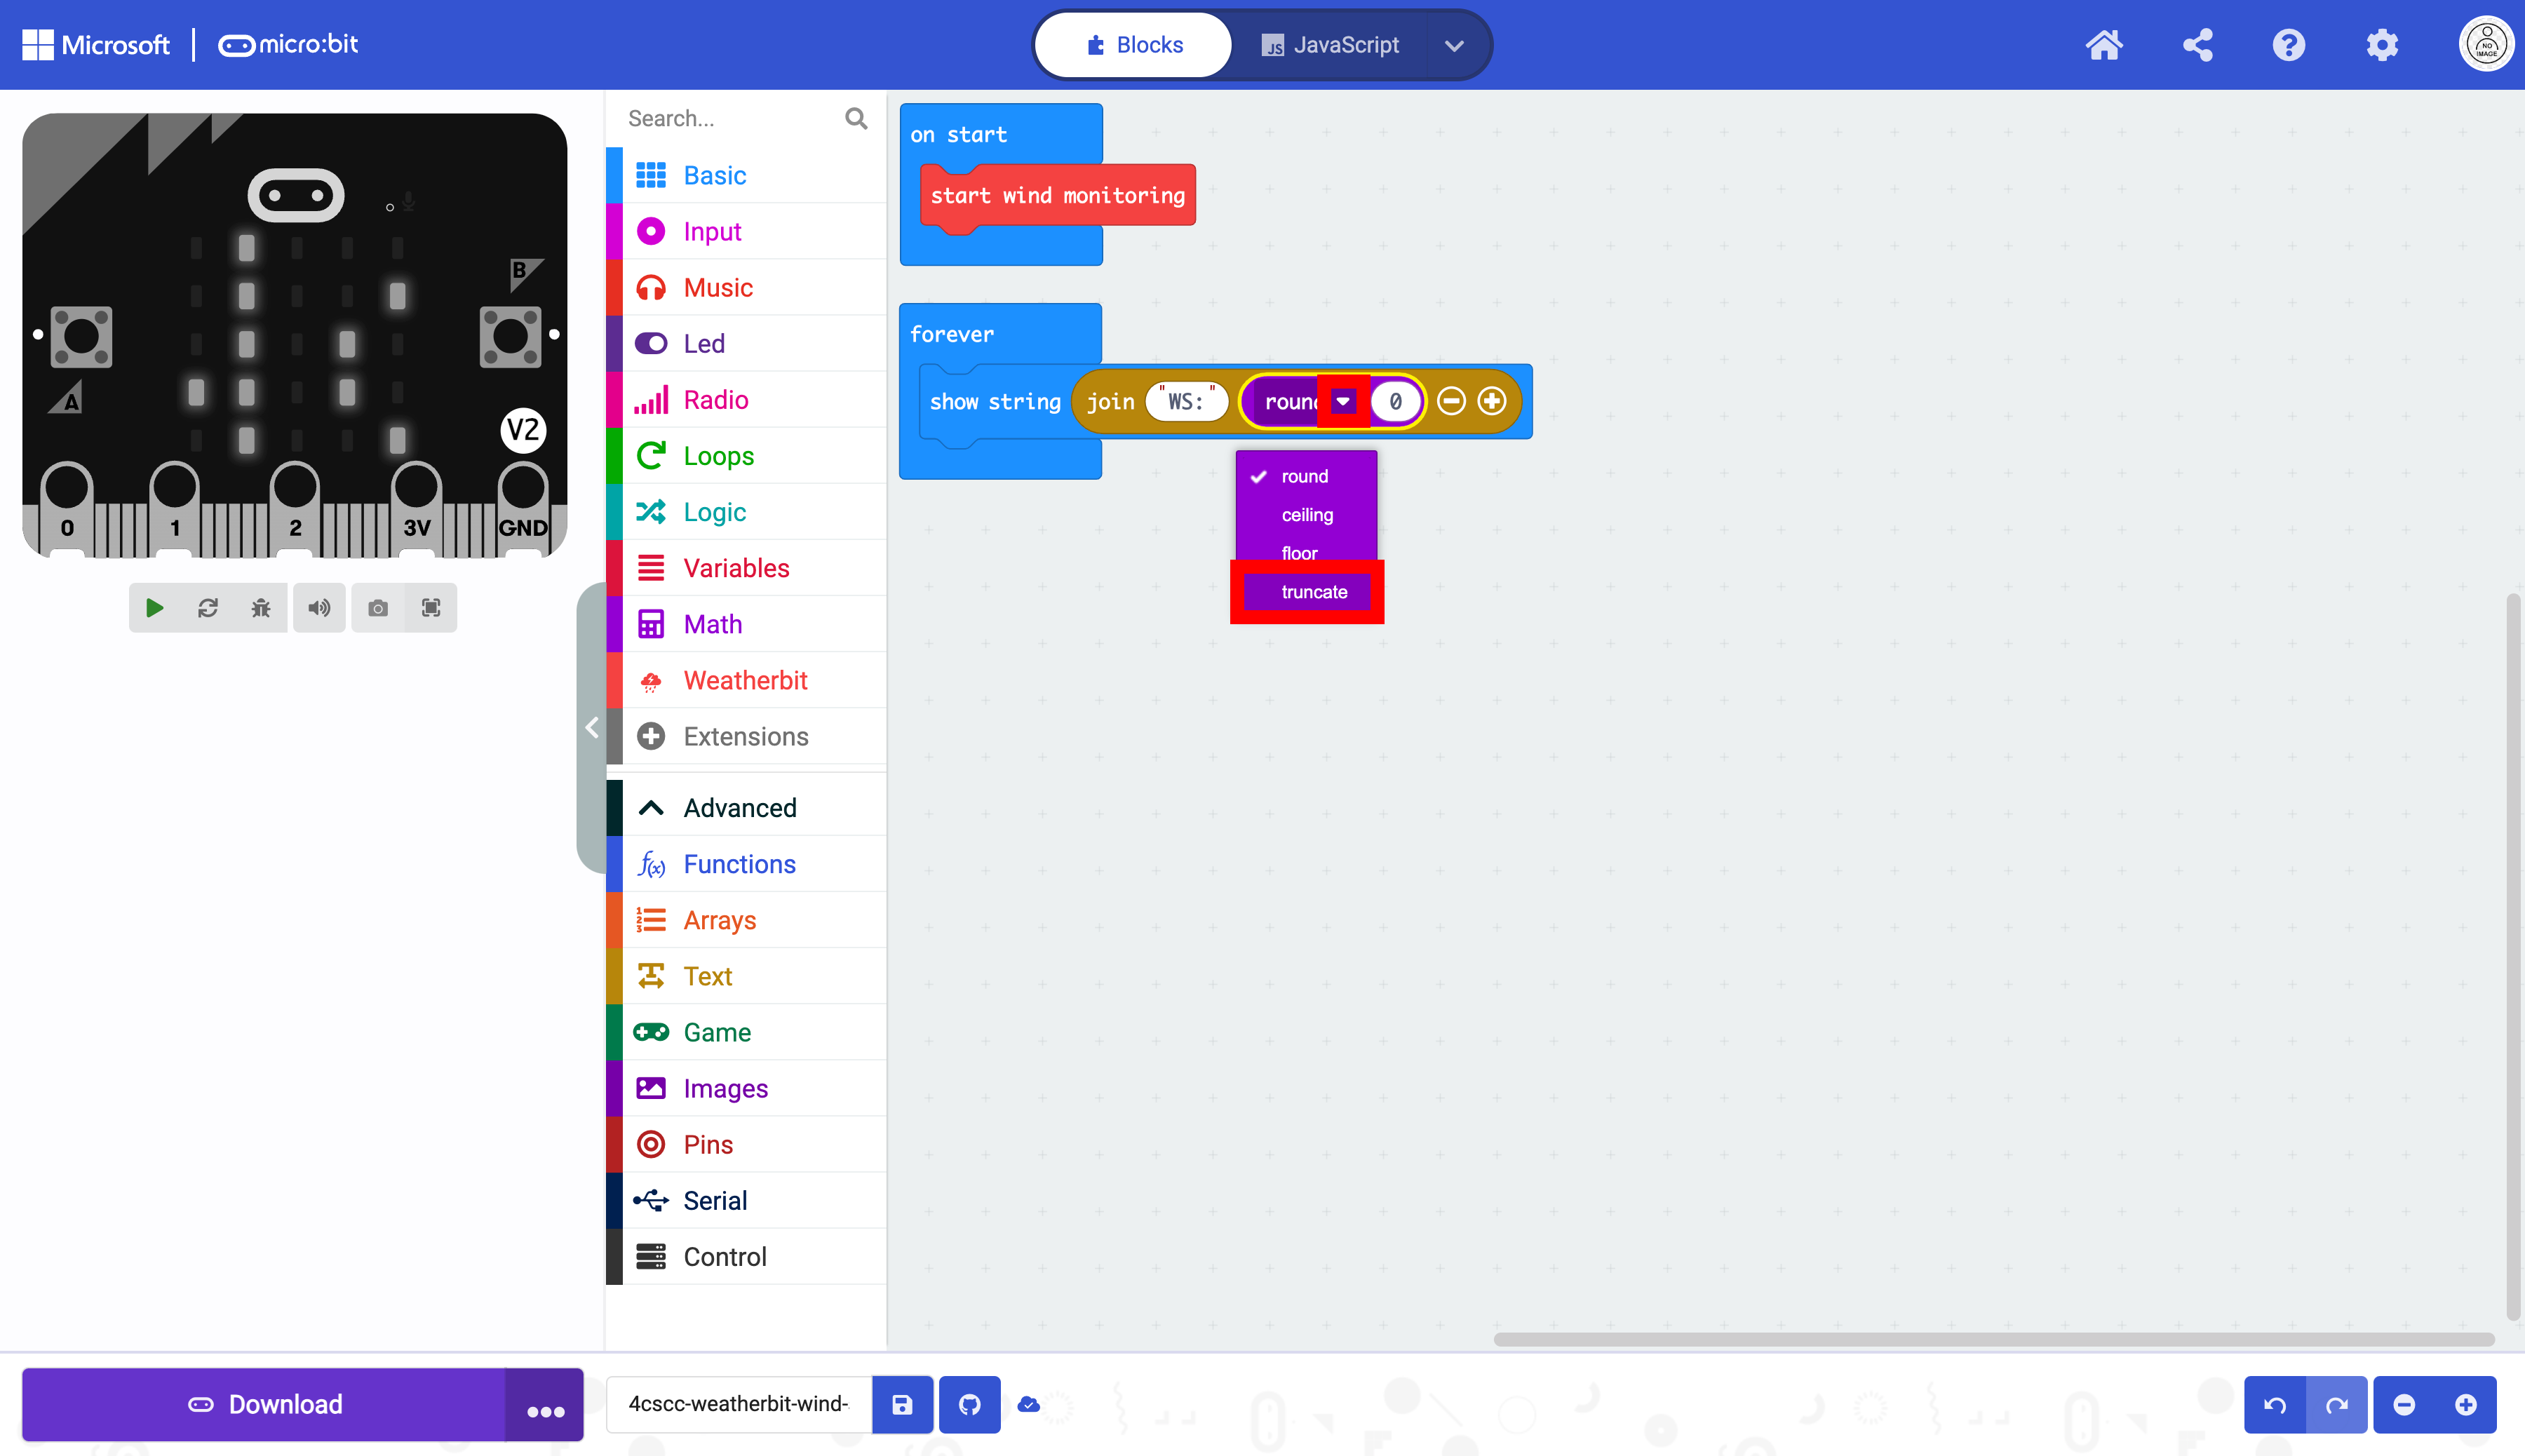 Microsoft | micro:bit
Blocks
JavaScript
NO
IMAGE
A
B
V2
0 1 2 3V GND
Search...
Basic
Input
Music
Led
Radio
Loops
Logic
Variables
Math
Weatherbit
Extensions
Advanced
Functions
Arrays
Text
Game
Images
Pins
Serial
Control
on start
start wind monitoring
forever
show string join "WS: " round 0
round
ceiling
floor
truncate
Download
4cscc-weatherbit-wind-